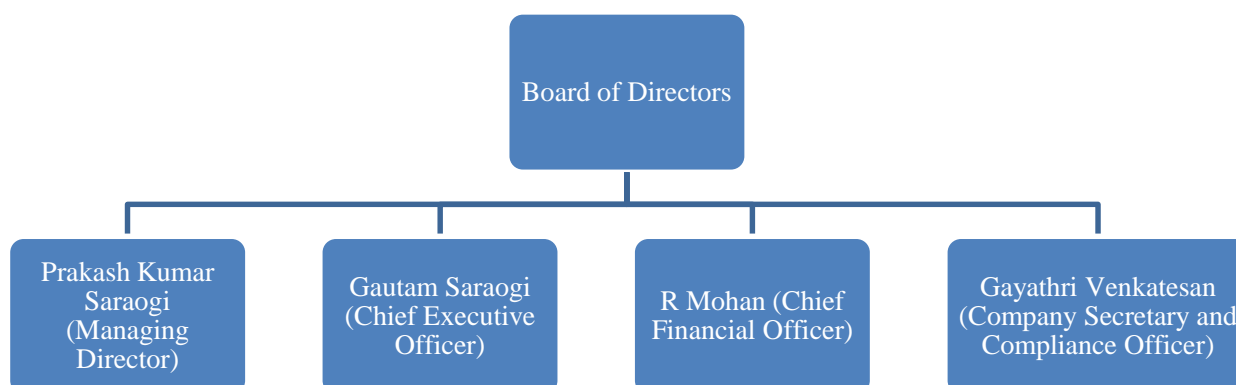 Board of Directors
Prakash Kumar
Saraogi
(Managing
Director)
Gautam Saraogi
(Chief Executive
Officer)
R Mohan (Chief
Financial Officer)
Gayathri Venkatesan
(Company Secretary and
Compliance Officer)